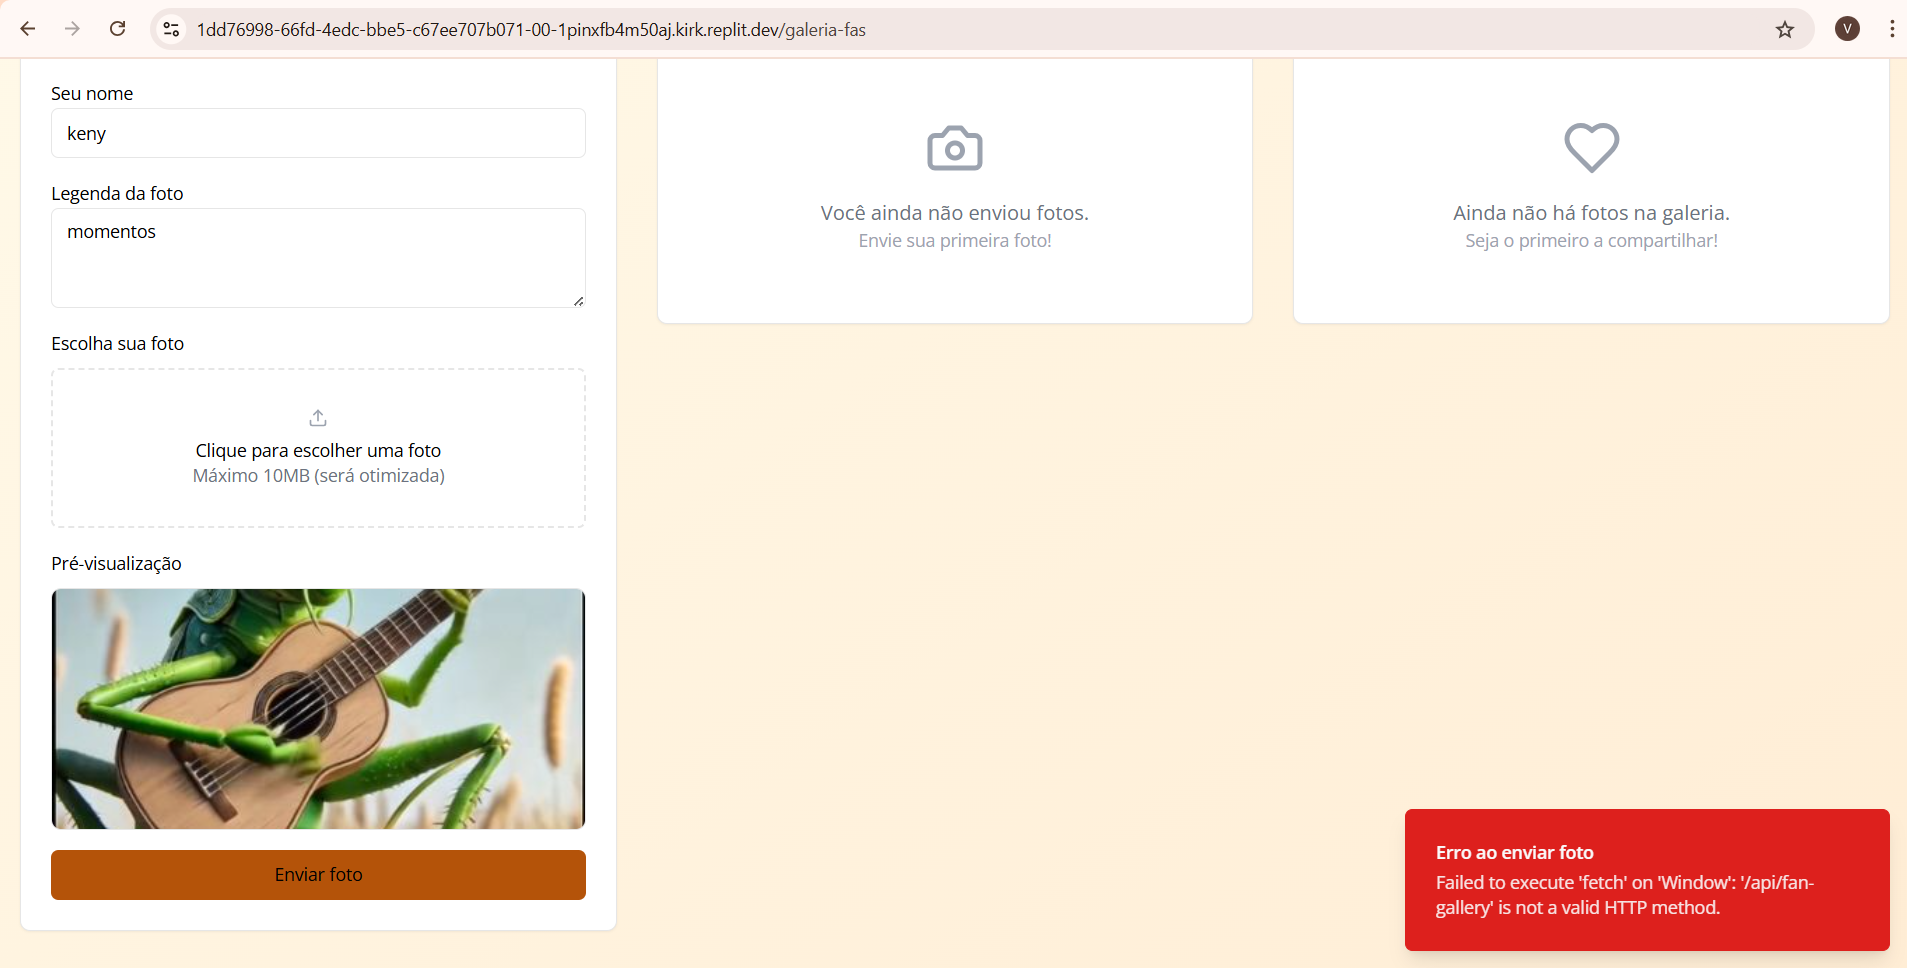 1dd76998-66fd-4edc-bbe5-c67ee707b071-00-1pinxfb4m50aj.kirk.replit.dev/galeria-fas
V
Seu nome
keny
Legenda da foto
momentos
Escolha sua foto
Clique para escolher uma foto
Máximo 10MB (será otimizada)
Pré-visualização
Enviar foto
Você ainda não enviou fotos.
Envie sua primeira foto!
Ainda não há fotos na galeria.
Seja o primeiro a compartilhar!
Erro ao enviar foto
Failed to execute 'fetch' on 'Window': '/api/fan-
gallery' is not a valid HTTP method.